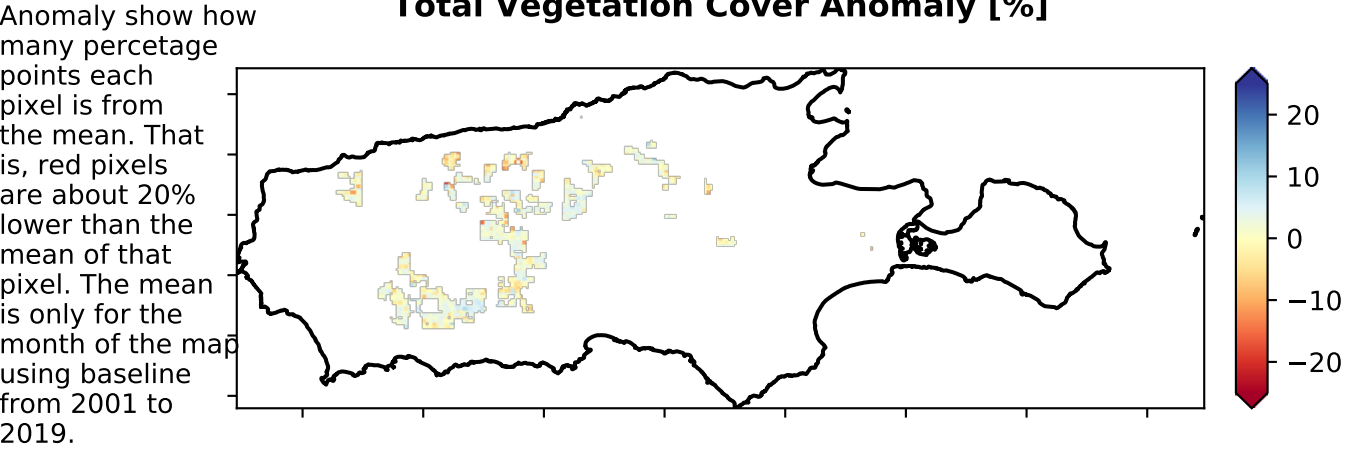 Total Vegetation Cover Anomaly [%]
Anomaly show how
many percetage
points each
pixel is from
the mean. That
is, red pixels
are about 20%
lower than the
mean of that
pixel. The mean
is only for the
month of the map
using baseline
from 2001 to
2019.
20
10
0
−10
−20